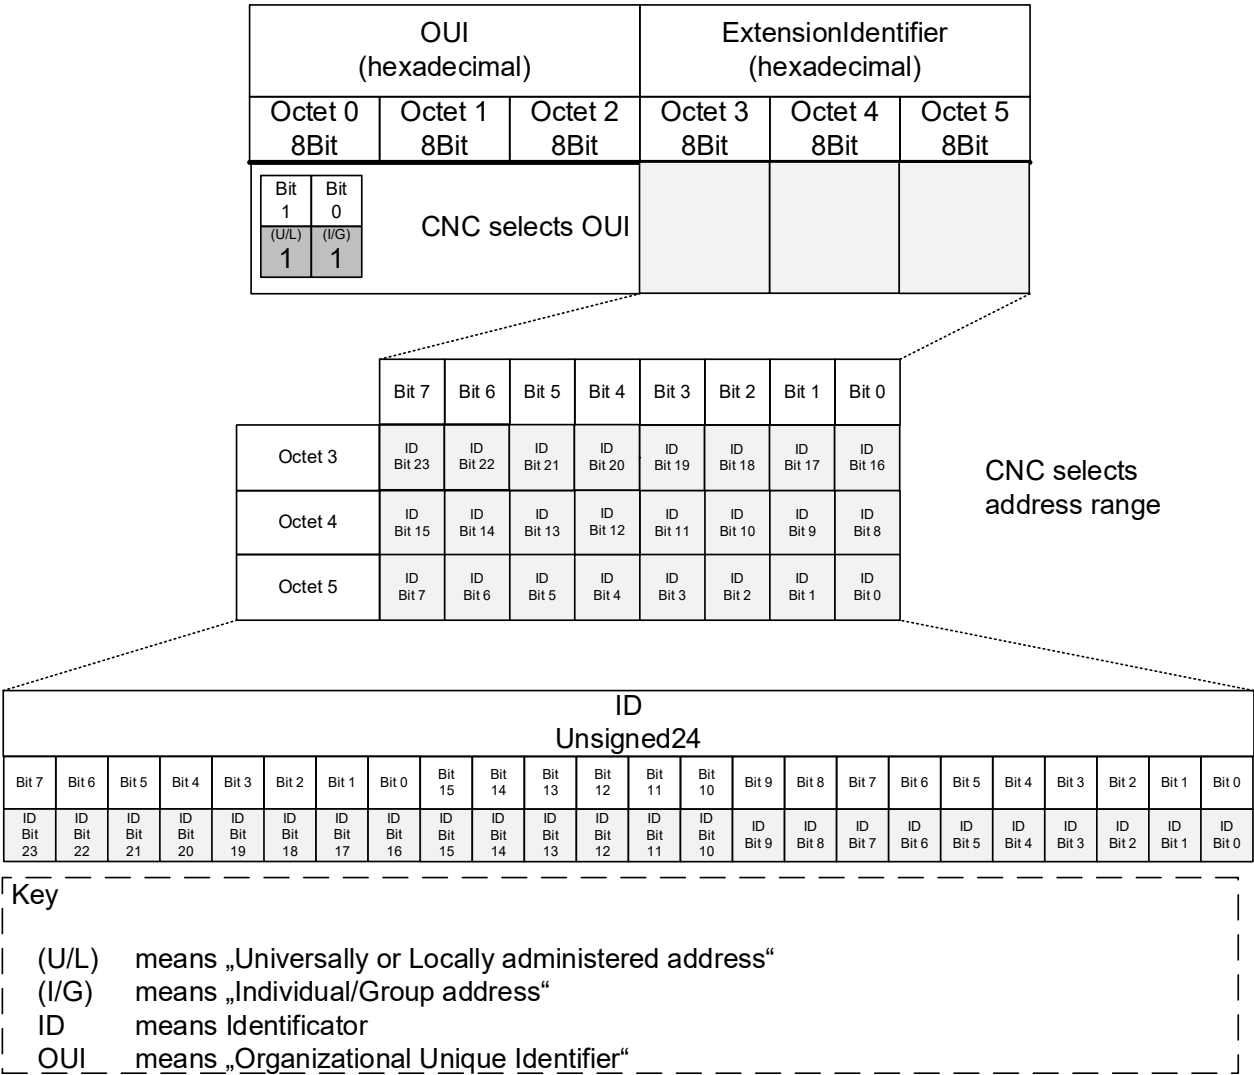 OUI
(hexadecimal)
ExtensionIdentifier
(hexadecimal)
Octet 0
8Bit
Octet 1
8Bit
Octet 2
8Bit
Octet 3
8Bit
Octet 4
8Bit
Octet 5
8Bit
Bit
1
Bit
0
(U/L)
1
(I/G)
1
CNC selects OUI
Bit 7 Bit 6 Bit 5 Bit 4 Bit 3 Bit 2 Bit 1 Bit 0
Octet 3
ID
Bit 23
ID
Bit 22
ID
Bit 21
ID
Bit 20
ID
Bit 19
ID
Bit 18
ID
Bit 17
ID
Bit 16
Octet 4
ID
Bit 15
ID
Bit 14
ID
Bit 13
ID
Bit 12
ID
Bit 11
ID
Bit 10
ID
Bit 9
ID
Bit 8
Octet 5
ID
Bit 7
ID
Bit 6
ID
Bit 5
ID
Bit 4
ID
Bit 3
ID
Bit 2
ID
Bit 1
ID
Bit 0
CNC selects
address range
ID
Unsigned24
Bit 7 Bit 6 Bit 5 Bit 4 Bit 3 Bit 2 Bit 1 Bit 0
Bit
15
Bit
14
Bit
13
Bit
12
Bit
11
Bit
10
Bit 9 Bit 8 Bit 7 Bit 6 Bit 5 Bit 4 Bit 3 Bit 2 Bit 1 Bit 0
ID
Bit
23
ID
Bit
22
ID
Bit
21
ID
Bit
20
ID
Bit
19
ID
Bit
18
ID
Bit
17
ID
Bit
16
ID
Bit
15
ID
Bit
14
ID
Bit
13
ID
Bit
12
ID
Bit
11
ID
Bit
10
ID
Bit 9
ID
Bit 8
ID
Bit 7
ID
Bit 6
ID
Bit 5
ID
Bit 4
ID
Bit 3
ID
Bit 2
ID
Bit 1
ID
Bit 0
Key
(U/L) means „Universally or Locally administered address“
(I/G) means „Individual/Group address“
ID means Identificator
OUI means „Organizational Unique Identifier“